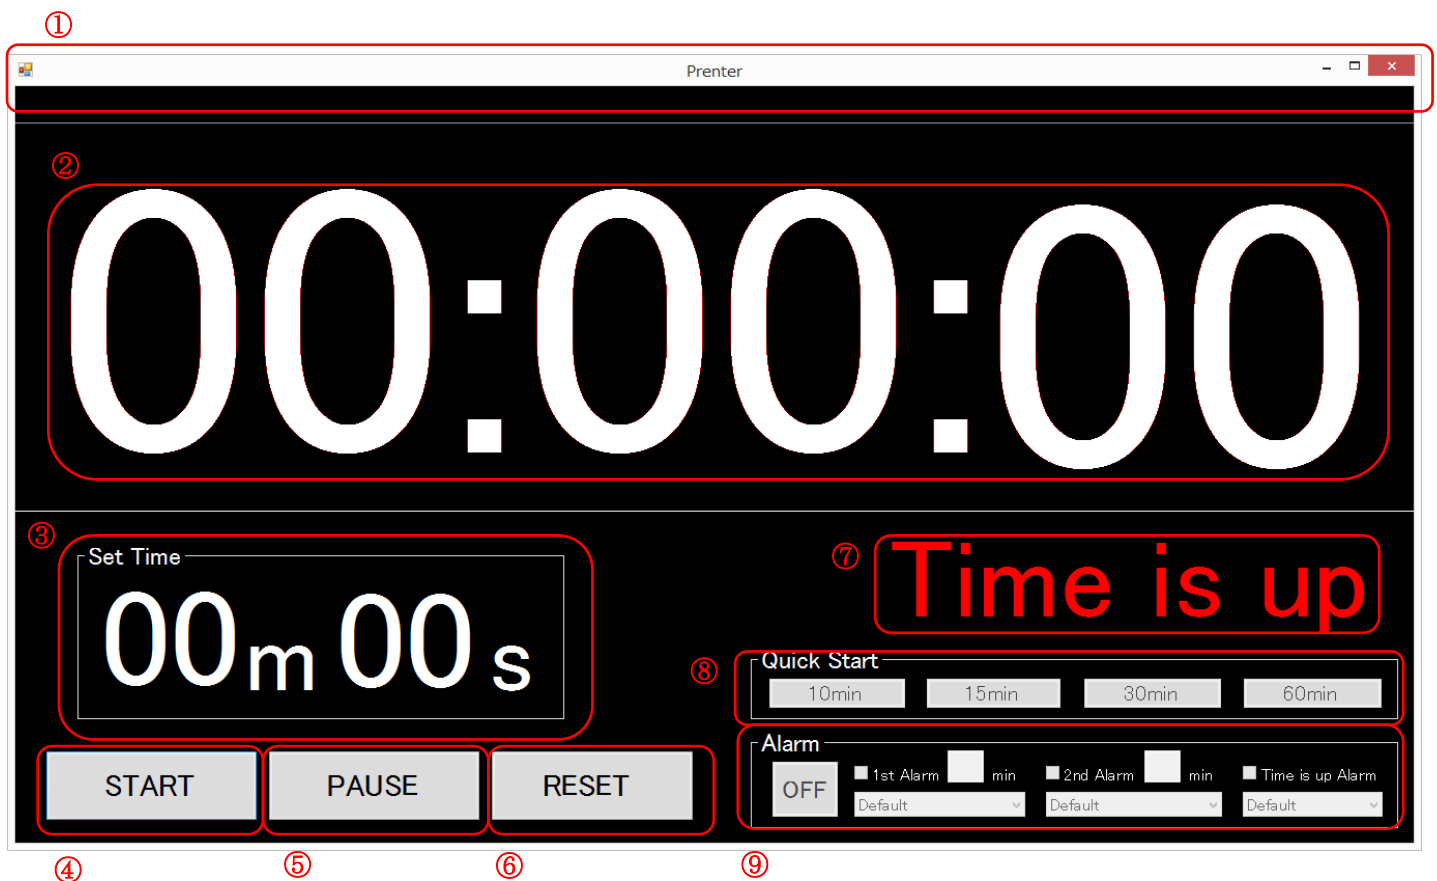 ①
Prenter
②
00:00:00
③
Set Time
00m00s
⑦
Time is up
⑧
Quick Start
10min 15min 30min 60min
START PAUSE RESET
Alarm
OFF
1st Alarm min 2nd Alarm min Time is up Alarm
Default Default Default
④ ⑤ ⑥ ⑨